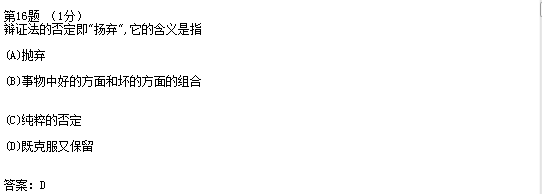 第16题 （1分）
辩证法的否定即"扬弃",它的含义是指
(A)抛弃
(B)事物中好的方面和坏的方面的组合
(C)纯粹的否定
(D)既克服又保留
答案: D